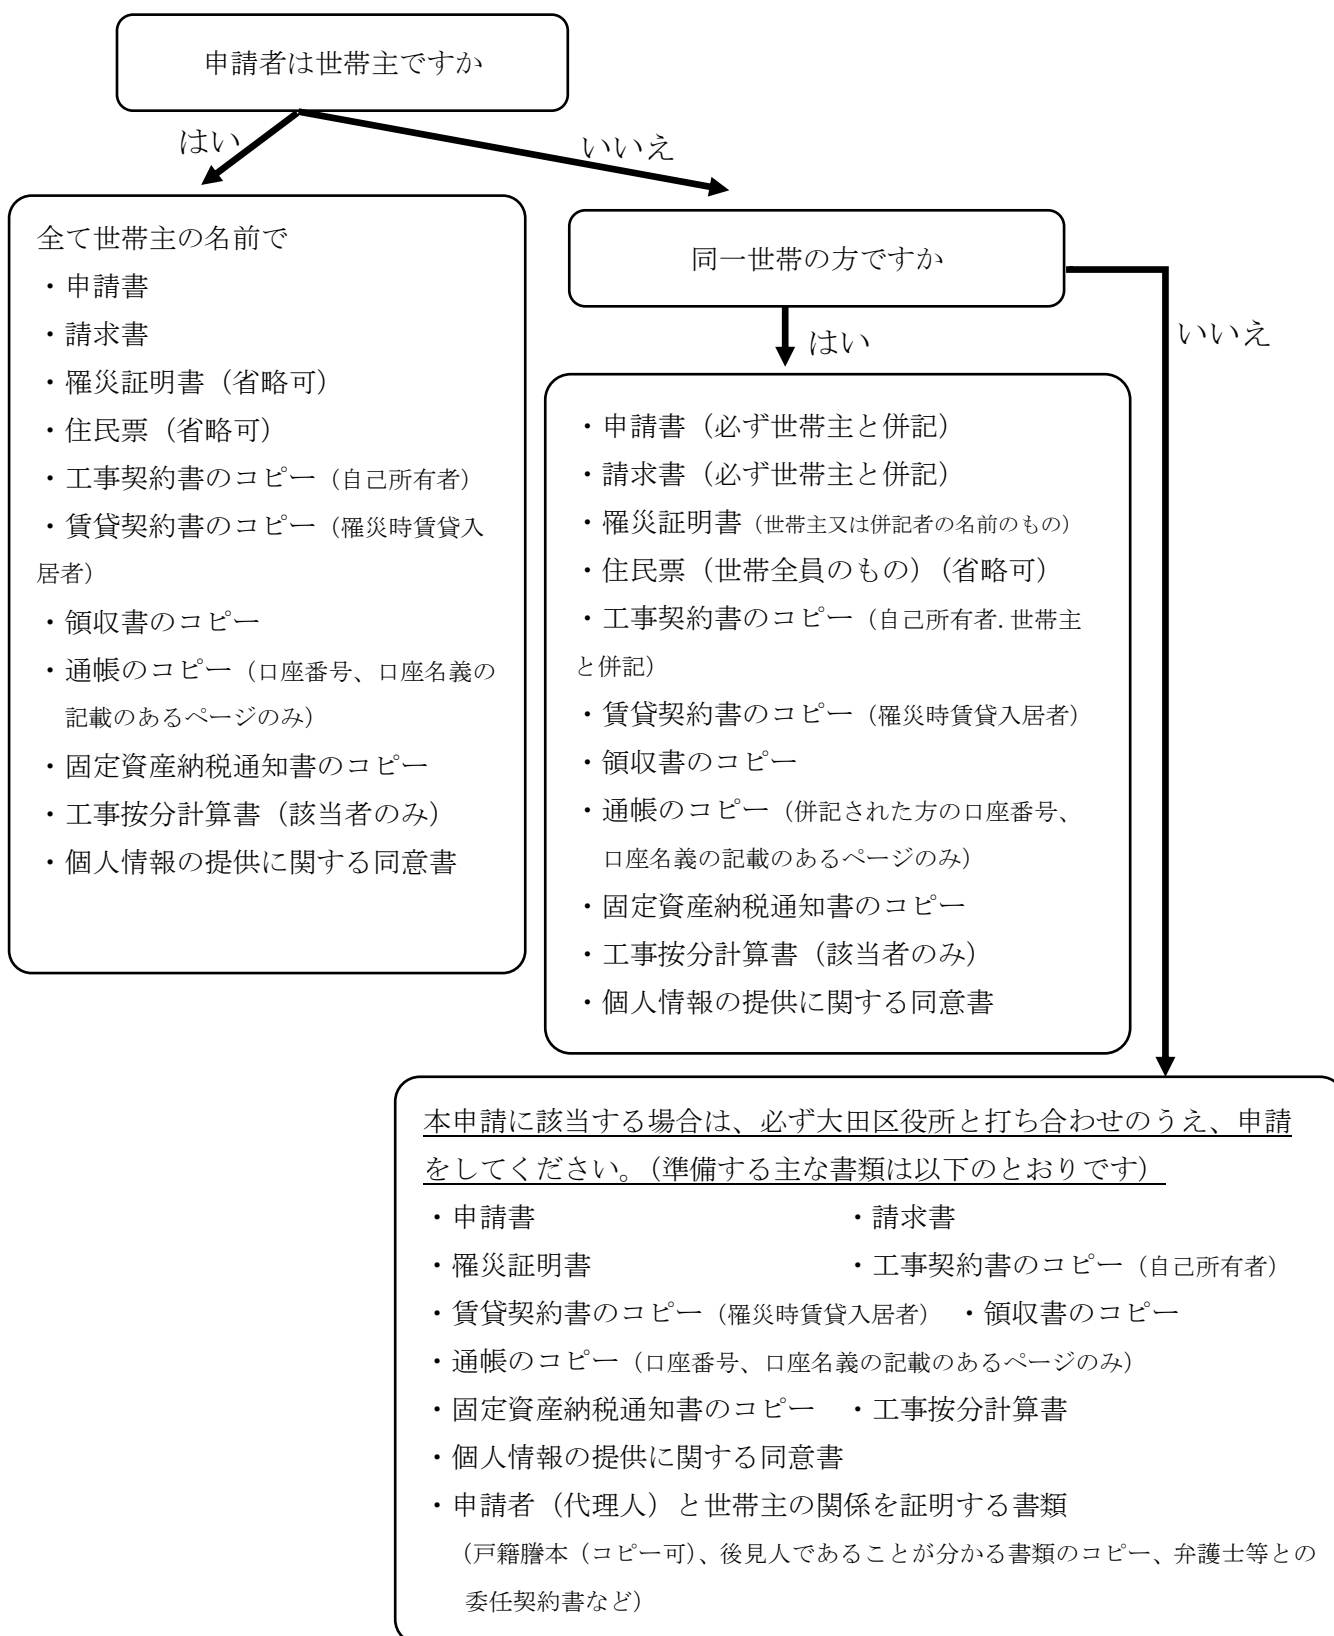 申請者は世帯主ですか
はい
いいえ
全て世帯主の名前で
・申請書
・請求書
・罹災証明書（省略可）
・住民票（省略可）
・工事契約書のコピー（自己所有者）
・賃貸契約書のコピー（罹災時賃貸入
居者）
・領収書のコピー
・通帳のコピー（口座番号、口座名義の
記載のあるページのみ）
・固定資産納税通知書のコピー
・工事按分計算書（該当者のみ）
・個人情報の提供に関する同意書
同一世帯の方ですか
はい
いいえ
・申請書（必ず世帯主と併記）
・請求書（必ず世帯主と併記）
・罹災証明書（世帯主又は併記者の名前のもの）
・住民票（世帯全員のもの）（省略可）
・工事契約書のコピー（自己所有者.世帯主
と併記）
・賃貸契約書のコピー（罹災時賃貸入居者）
・領収書のコピー
・通帳のコピー（併記された方の口座番号、
口座名義の記載のあるページのみ）
・固定資産納税通知書のコピー
・工事按分計算書（該当者のみ）
・個人情報の提供に関する同意書
本申請に該当する場合は、必ず大田区役所と打ち合わせのうえ、申請
をしてください。（準備する主な書類は以下のとおりです）
・申請書　・請求書
・罹災証明書　・工事契約書のコピー（自己所有者）
・賃貸契約書のコピー（罹災時賃貸入居者）　・領収書のコピー
・通帳のコピー（口座番号、口座名義の記載のあるページのみ）
・固定資産納税通知書のコピー　・工事按分計算書
・個人情報の提供に関する同意書
・申請者（代理人）と世帯主の関係を証明する書類
（戸籍謄本（コピー可）、後見人であることが分かる書類のコピー、弁護士等との
委任契約書など）